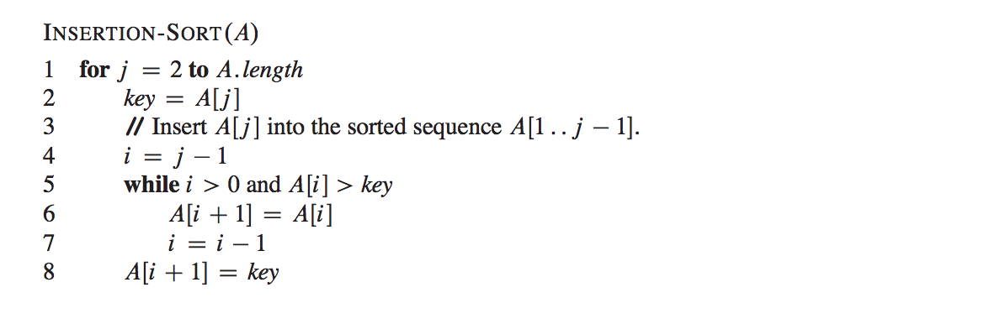 INSERTION-SORT(A)
1 for j = 2 to A.length
2 key = A[j]
3 // Insert A[j] into the sorted sequence A[1 . . j − 1].
4 i = j − 1
5 while i > 0 and A[i] > key
6 A[i + 1] = A[i]
7 i = i − 1
8 A[i + 1] = key